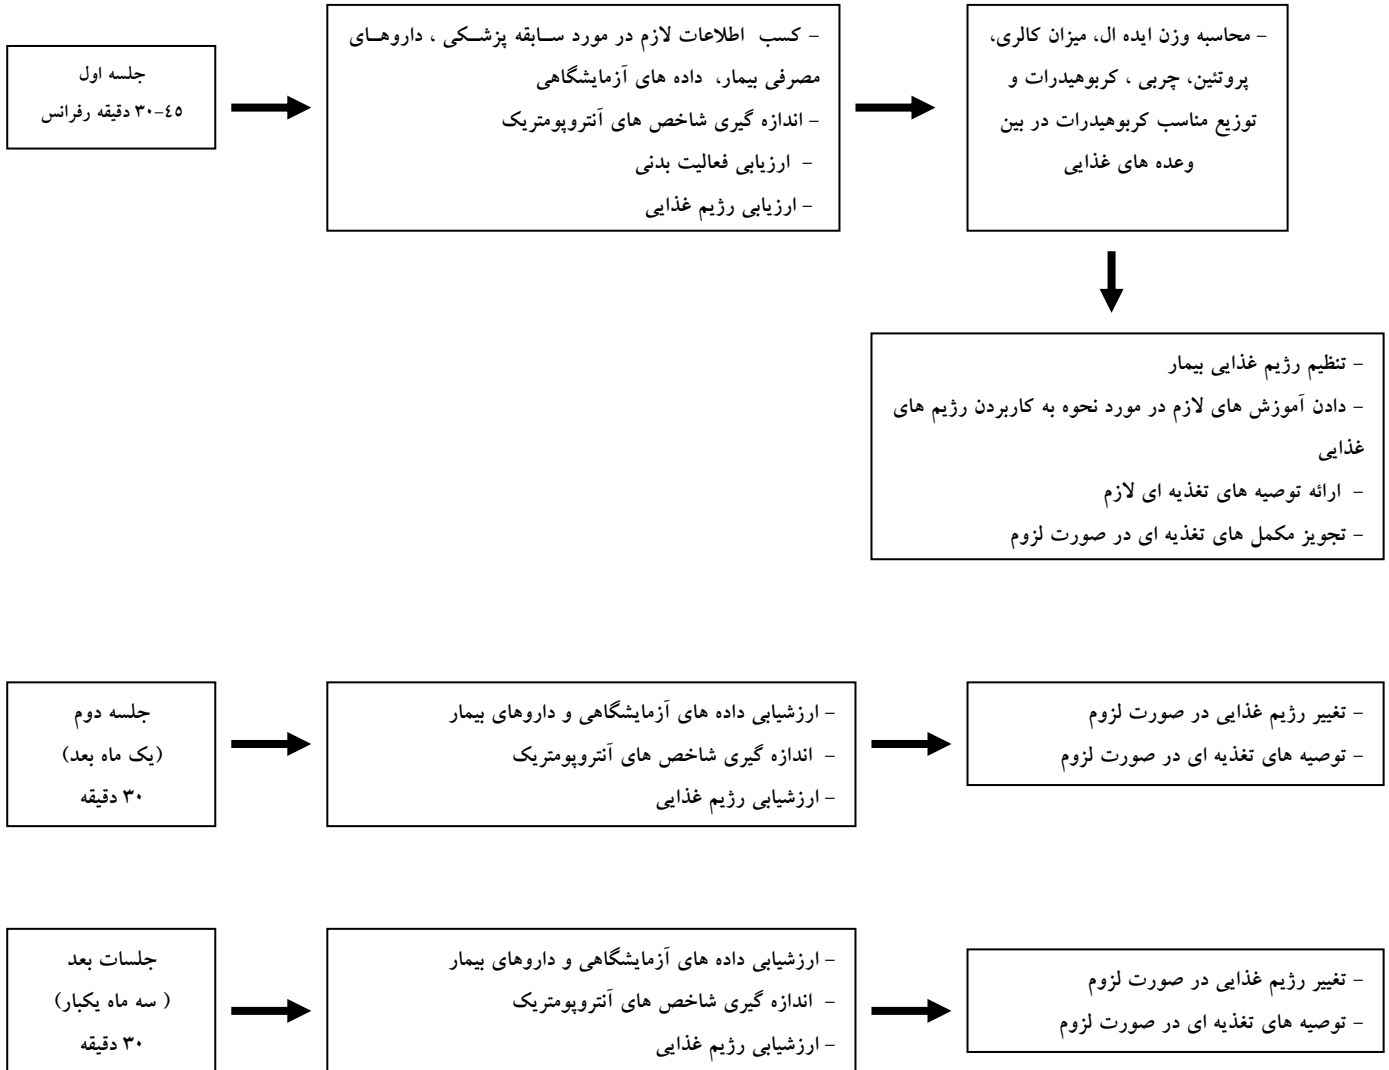 جلسه اول
۳۰-٤٥ دقیقه رفرانس
- کسب اطلاعات لازم در مورد ســابقه پزشـکی ، داروهــای
مصرفی بیمار، داده های آزمایشگاهی
- اندازه گیری شاخص های آنتروپومتریک
- ارزیابی فعالیت بدنی
- ارزیابی رژیم غذایی
- محاسبه وزن ایده ال، میزان کالری،
پروتئین، چربی ، کربوهیدرات و
توزیع مناسب کربوهیدرات در بین
وعده های غذایی
- تنظیم رژیم غذایی بیمار
- دادن آموزش های لازم در مورد نحوه به کاربردن رژیم های
غذایی
- ارائه توصیه های تغذیه ای لازم
- تجویز مکمل های تغذیه ای در صورت لزوم
جلسه دوم
(یک ماه بعد)
۳۰ دقیقه
- ارزشیابی داده های آزمایشگاهی و داروهای بیمار
- اندازه گیری شاخص های آنتروپومتریک
- ارزشیابی رژیم غذایی
- تغییر رژیم غذایی در صورت لزوم
- توصیه های تغذیه ای در صورت لزوم
جلسات بعد
( سه ماه یکبار)
۳۰ دقیقه
- ارزشیابی داده های آزمایشگاهی و داروهای بیمار
- اندازه گیری شاخص های آنتروپومتریک
- ارزشیابی رژیم غذایی
- تغییر رژیم غذایی در صورت لزوم
- توصیه های تغذیه ای در صورت لزوم